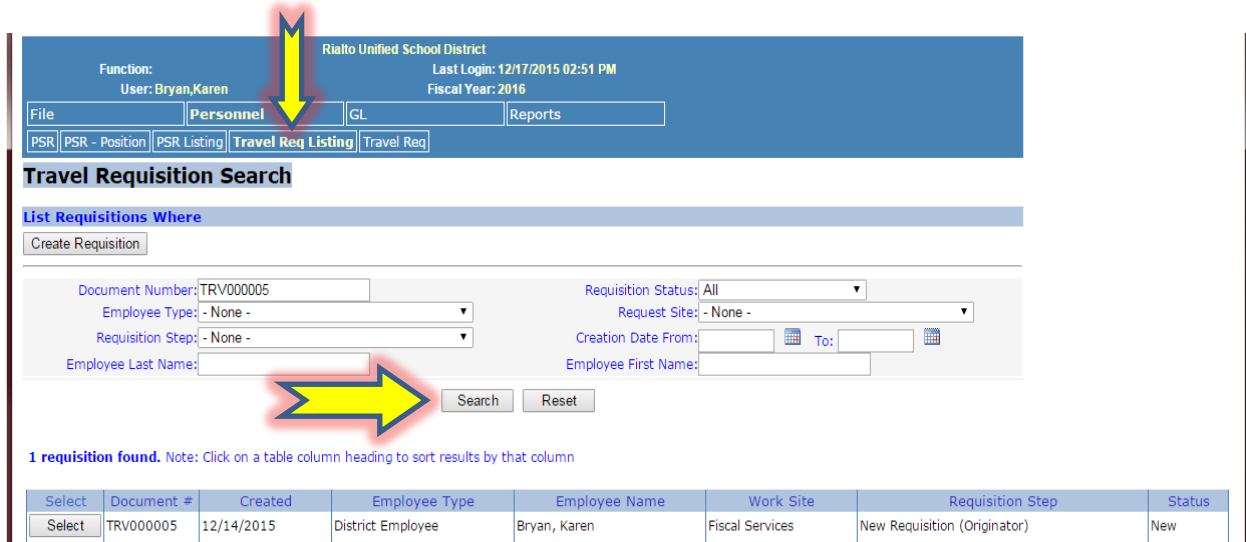 Rialto Unified School District
Function: Last Login: 12/17/2015 02:51 PM
User: Bryan,Karen Fiscal Year: 2016
File Personnel GL Reports
PSR PSR - Position PSR Listing Travel Req Listing Travel Req
Travel Requisition Search
List Requisitions Where
Create Requisition
Document Number: TRV000005 Requisition Status: All
Employee Type: - None - Request Site: - None -
Requisition Step: - None - Creation Date From: To:
Employee Last Name: Employee First Name:
Search Reset
1 requisition found. Note: Click on a table column heading to sort results by that column
Select Document # Created Employee Type Employee Name Work Site Requisition Step Status
Select TRV000005 12/14/2015 District Employee Bryan, Karen Fiscal Services New Requisition (Originator) New